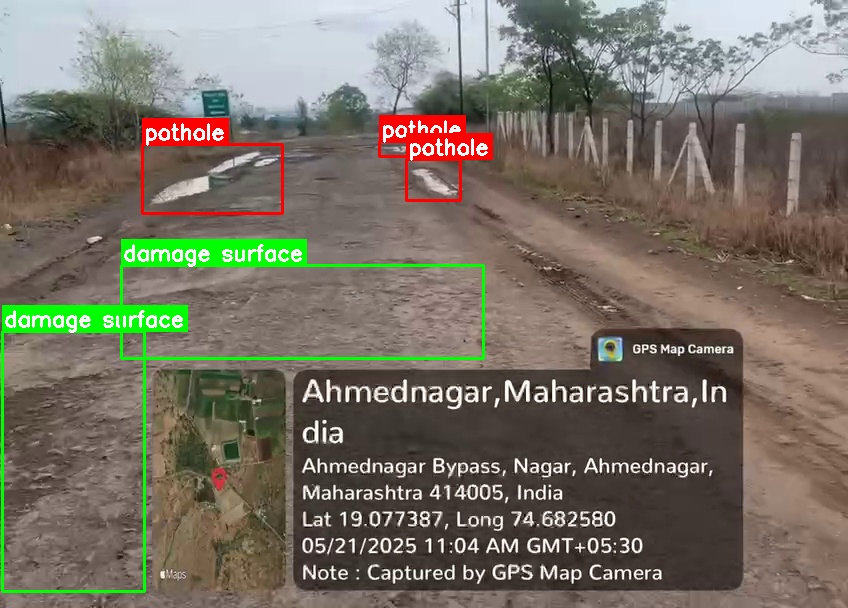 pothole
pothole
pothole
damage surface
damage surface
GPS Map Camera
Ahmednagar,Maharashtra,In
dia
Ahmednagar Bypass, Nagar, Ahmednagar,
Maharashtra 414005, India
Lat 19.077387, Long 74.682580
05/21/2025 11:04 AM GMT+05:30
Note : Captured by GPS Map Camera
Maps